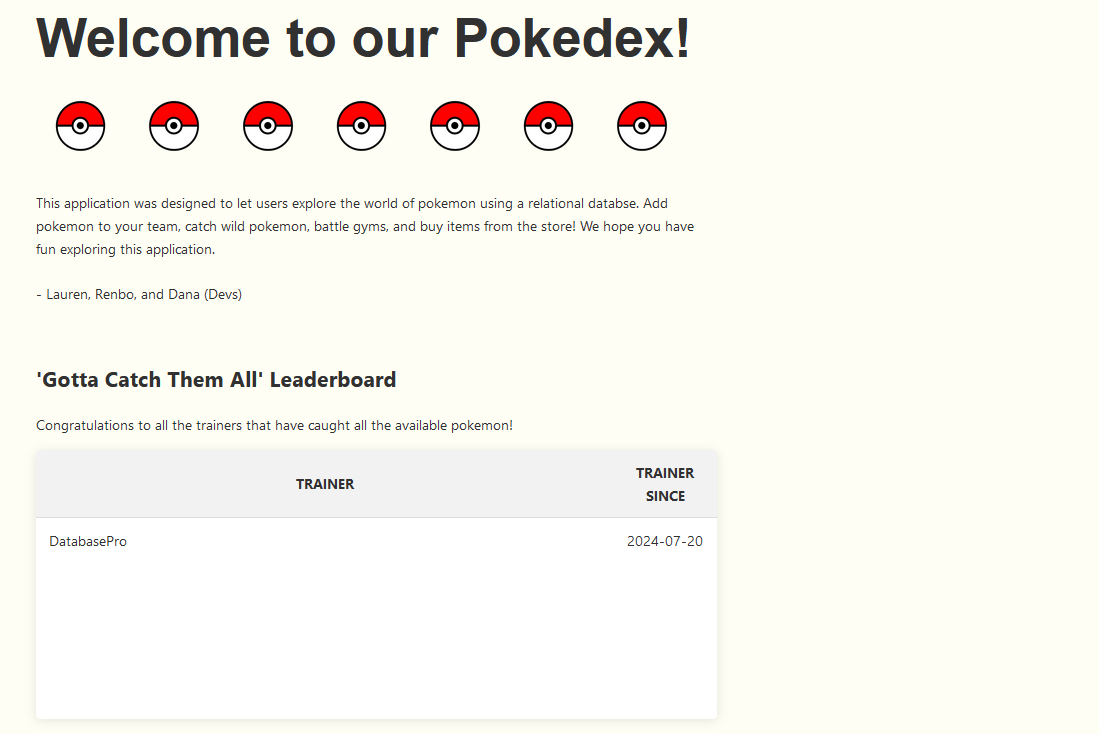 Welcome to our Pokedex!
This application was designed to let users explore the world of pokemon using a relational databse. Add
pokemon to your team, catch wild pokemon, battle gyms, and buy items from the store! We hope you have
fun exploring this application.
- Lauren, Renbo, and Dana (Devs)
'Gotta Catch Them All' Leaderboard
Congratulations to all the trainers that have caught all the available pokemon!
TRAINER
TRAINER
SINCE
DatabasePro
2024-07-20